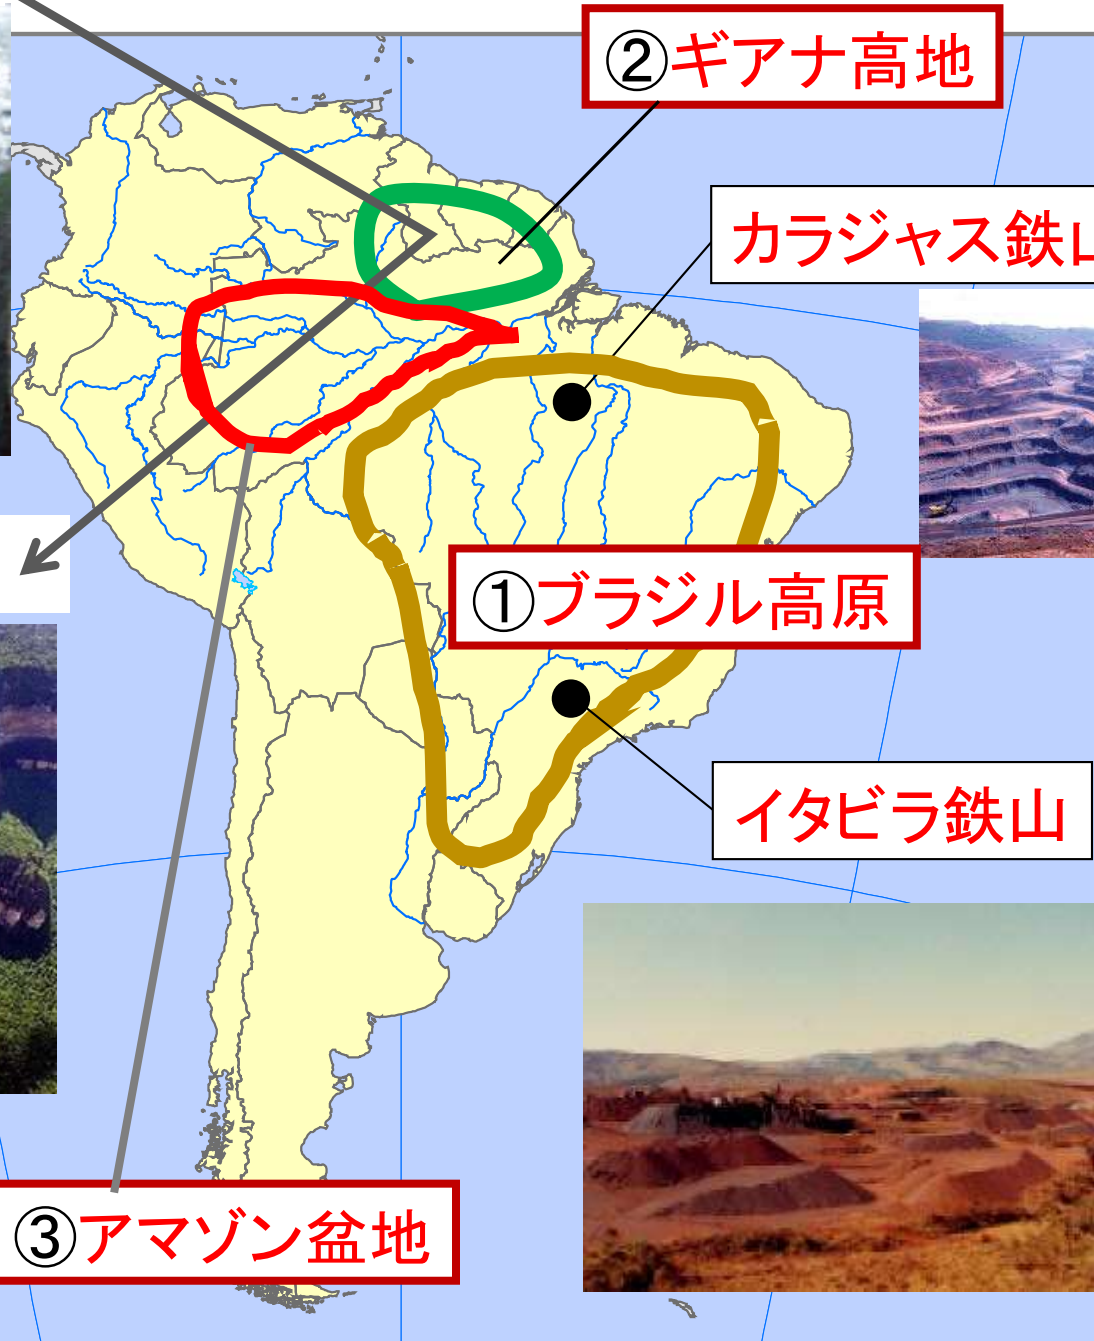 ②ギアナ高地
カラジャス鉄山
①ブラジル高原
イタビラ鉄山
③アマゾン盆地